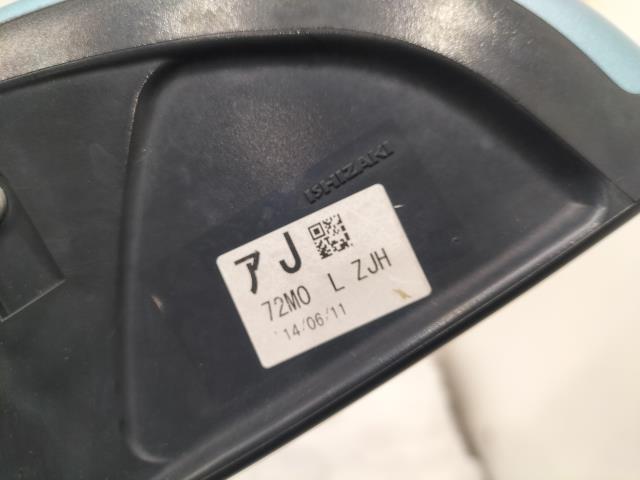 ISHIZAKI
ア J
72M0 L ZJH
'14/06/11